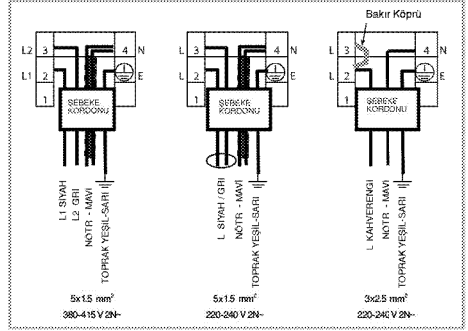 Bakır Köprü
L2 3 4 N
L1 2 E
1
ŞEBEKE
KORDONU
L1 SİYAH
L2 GRİ
NÖTR - MAVİ
TOPRAK YEŞİL-SARI
5x1.5 mm²
380-415 V 2N~
L 3 4 N
L 2 E
1
ŞEBEKE
KORDONU
L SİYAH / GRİ
NÖTR - MAVİ
TOPRAK YEŞİL-SARI
5x1.5 mm²
220-240 V 2N~
L 3 4 N
L 2 E
1
ŞEBEKE
KORDONU
L KAHVERENGİ
NÖTR - MAVİ
TOPRAK YEŞİL-SARI
3x2.5 mm²
220-240 V 2N~